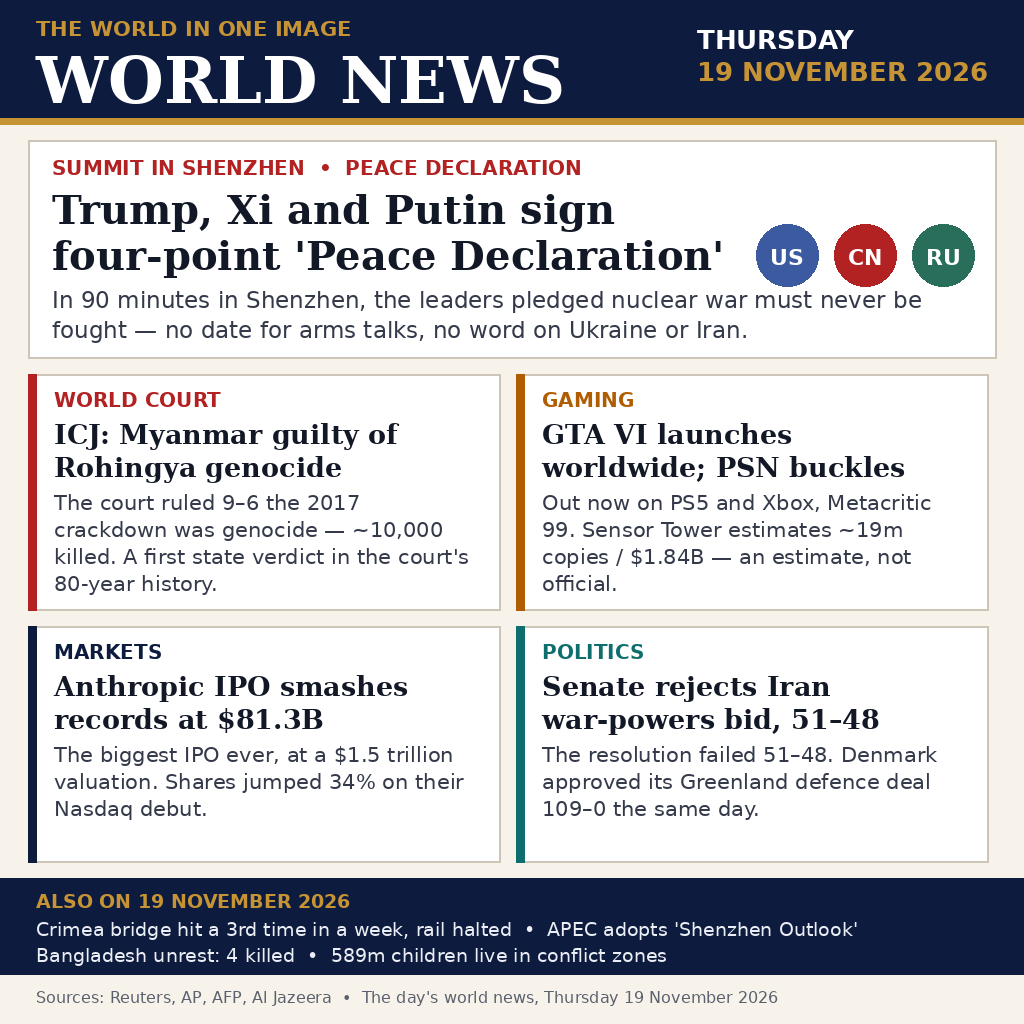 THE WORLD IN ONE IMAGE
WORLD NEWS
THURSDAY
19 NOVEMBER 2026
SUMMIT IN SHENZHEN • PEACE DECLARATION
Trump, Xi and Putin sign
four-point 'Peace Declaration'
US CN RU
In 90 minutes in Shenzhen, the leaders pledged nuclear war must never be
fought — no date for arms talks, no word on Ukraine or Iran.
WORLD COURT
ICJ: Myanmar guilty of
Rohingya genocide
The court ruled 9–6 the 2017
crackdown was genocide — ~10,000
killed. A first state verdict in the court's
80-year history.
GAMING
GTA VI launches
worldwide; PSN buckles
Out now on PS5 and Xbox, Metacritic
99. Sensor Tower estimates ~19m
copies / $1.84B — an estimate, not
official.
MARKETS
Anthropic IPO smashes
records at $81.3B
The biggest IPO ever, at a $1.5 trillion
valuation. Shares jumped 34% on their
Nasdaq debut.
POLITICS
Senate rejects Iran
war-powers bid, 51–48
The resolution failed 51–48. Denmark
approved its Greenland defence deal
109–0 the same day.
ALSO ON 19 NOVEMBER 2026
Crimea bridge hit a 3rd time in a week, rail halted • APEC adopts 'Shenzhen Outlook'
Bangladesh unrest: 4 killed • 589m children live in conflict zones
Sources: Reuters, AP, AFP, Al Jazeera • The day's world news, Thursday 19 November 2026